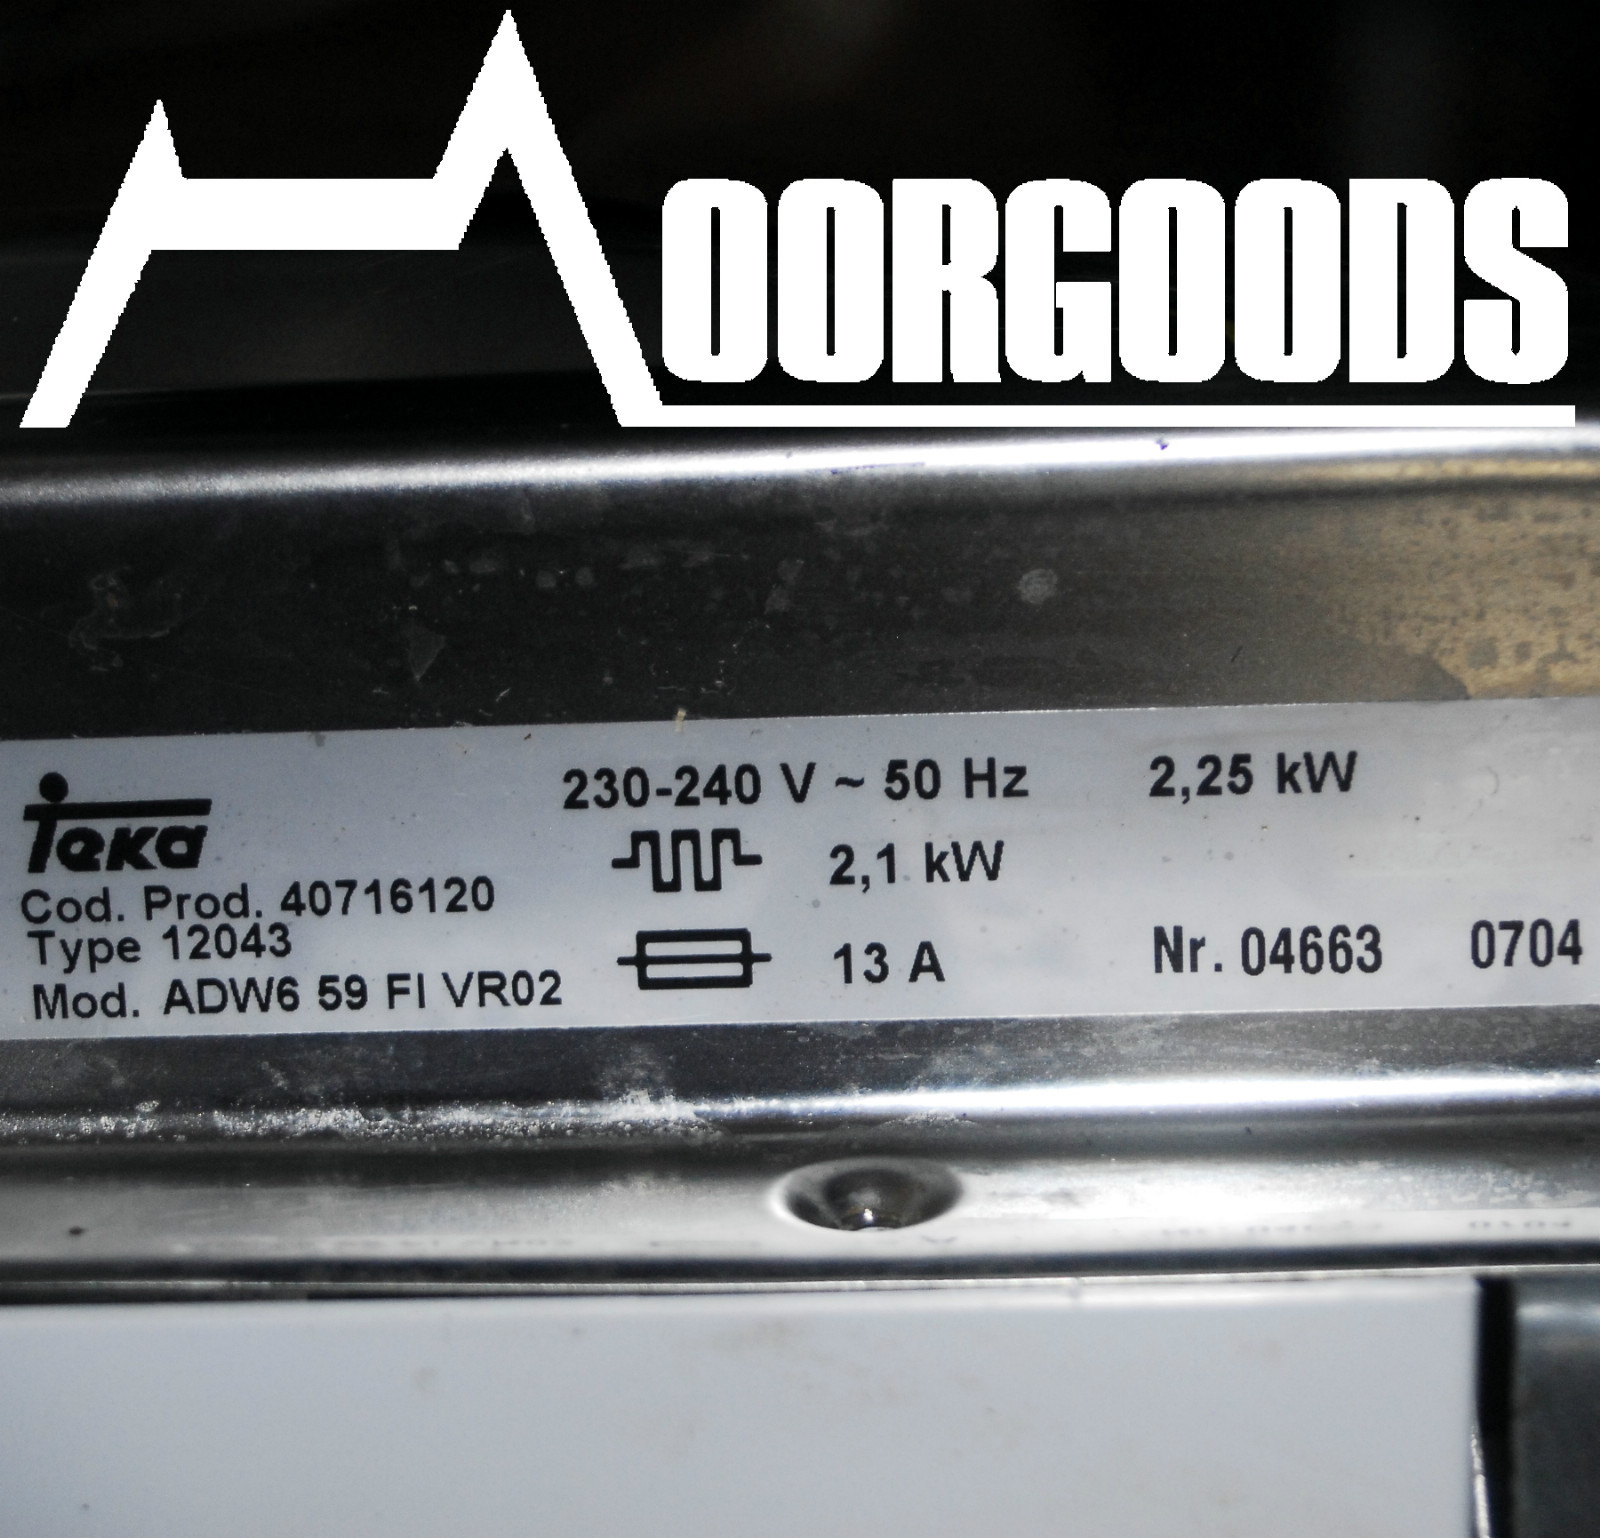 MOORGOODS
Teka
Cod. Prod. 40716120
Type 12043
Mod. ADW6 59 FI VR02
230-240 V ~ 50 Hz 2,25 kW
2,1 kW
13 A
Nr. 04663 0704